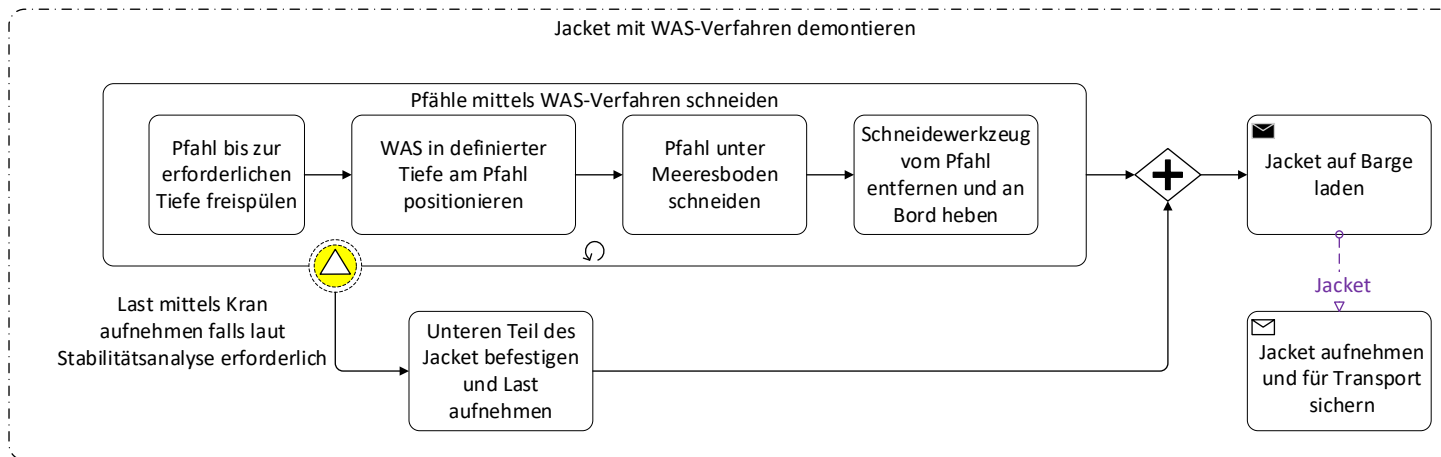 Jacket mit WAS-Verfahren demontieren
Pfähle mittels WAS-Verfahren schneiden
Pfahl bis zur
erforderlichen
Tiefe freispülen
WAS in definierter
Tiefe am Pfahl
positionieren
Pfahl unter
Meeresboden
schneiden
Schneidewerkzeug
vom Pfahl
entfernen und an
Bord heben
Jacket auf Barge
laden
Jacket
Last mittels Kran
aufnehmen falls laut
Stabilitätsanalyse erforderlich
Unteren Teil des
Jacket befestigen
und Last
aufnehmen
Jacket aufnehmen
und für Transport
sichern